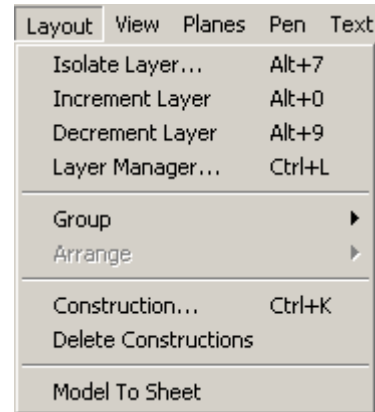 Layout View Planes Pen Text
Isolate Layer... Alt+7
Increment Layer Alt+0
Decrement Layer Alt+9
Layer Manager... Ctrl+L
Group
Arrange
Construction... Ctrl+K
Delete Constructions
Model To Sheet